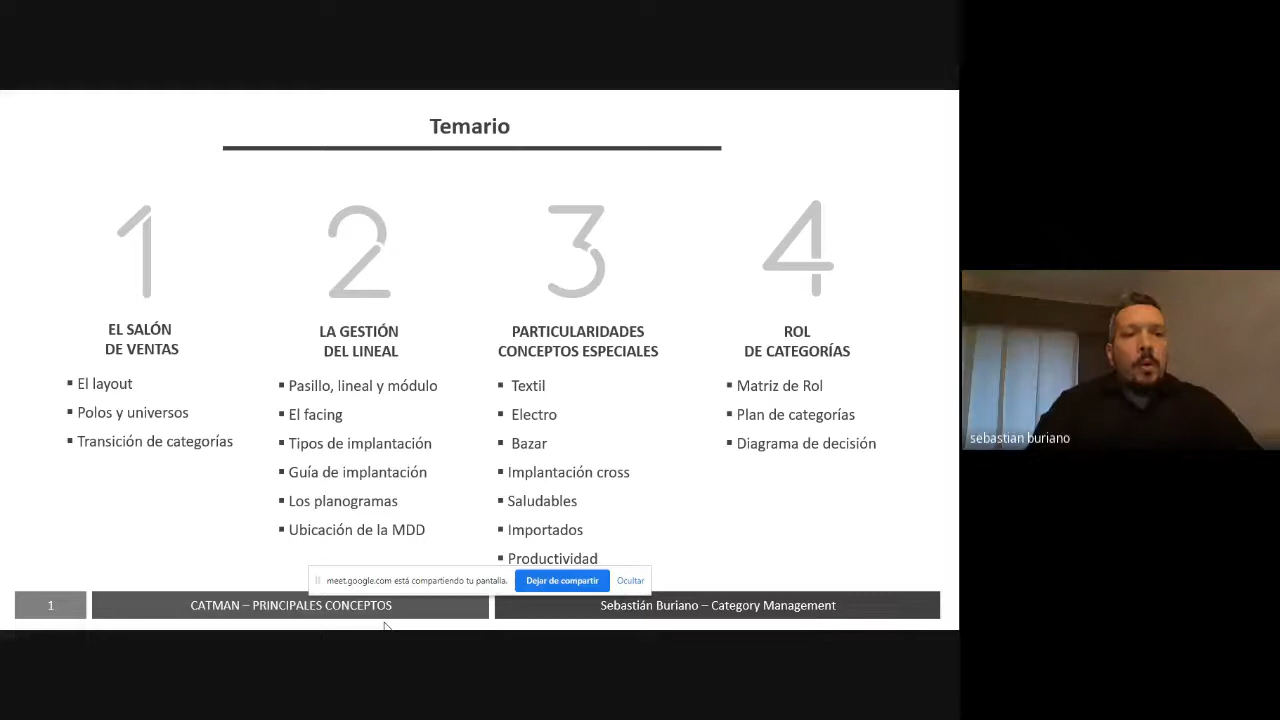 Temario
1
EL SALÓN
DE VENTAS
▪ El layout
▪ Polos y universos
▪ Transición de categorías
2
LA GESTIÓN
DEL LINEAL
▪ Pasillo, lineal y módulo
▪ El facing
▪ Tipos de implantación
▪ Guía de implantación
▪ Los planogramas
▪ Ubicación de la MDD
3
PARTICULARIDADES
CONCEPTOS ESPECIALES
▪ Textil
▪ Electro
▪ Bazar
▪ Implantación cross
▪ Saludables
▪ Importados
▪ Productividad
4
ROL
DE CATEGORÍAS
▪ Matriz de Rol
▪ Plan de categorías
▪ Diagrama de decisión
meet.google.com está compartiendo tu pantalla.
Dejar de compartir
Ocultar
1
CATMAN – PRINCIPALES CONCEPTOS
Sebastián Buriano – Category Management
sebastian buriano